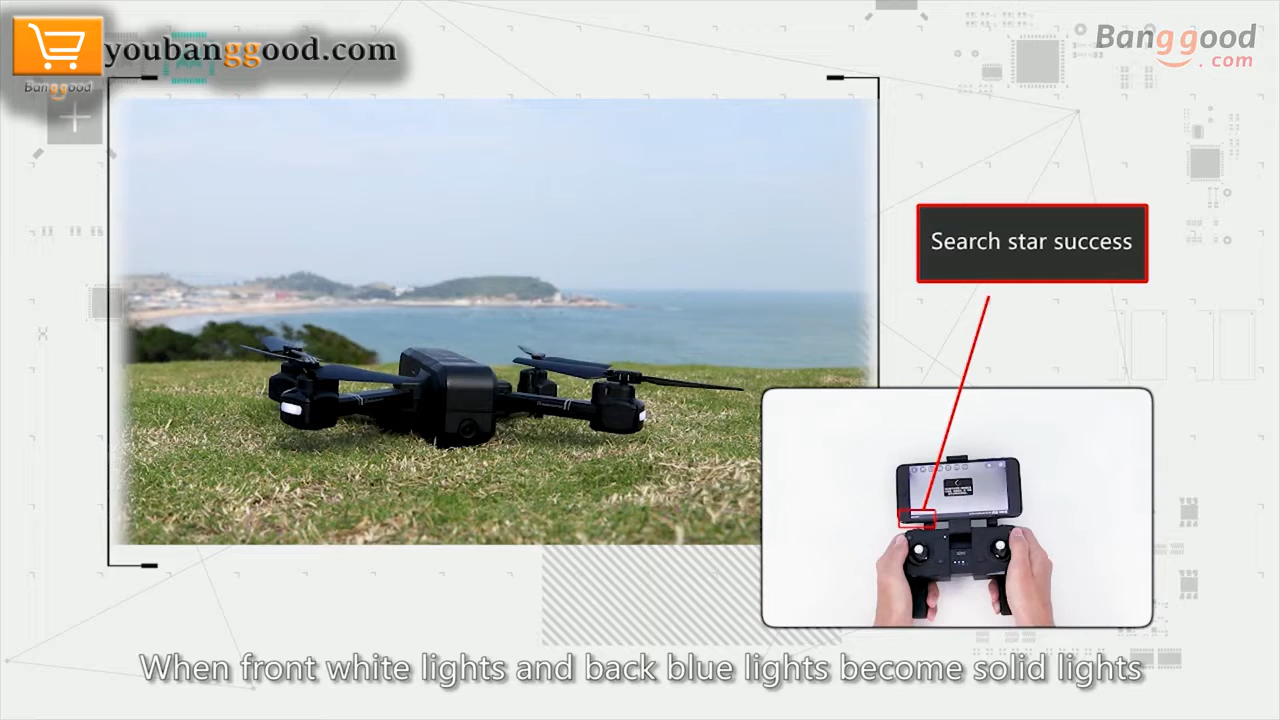 youbanggood.com
Banggood
Banggood
.com
Search star success
When front white lights and back blue lights become solid lights